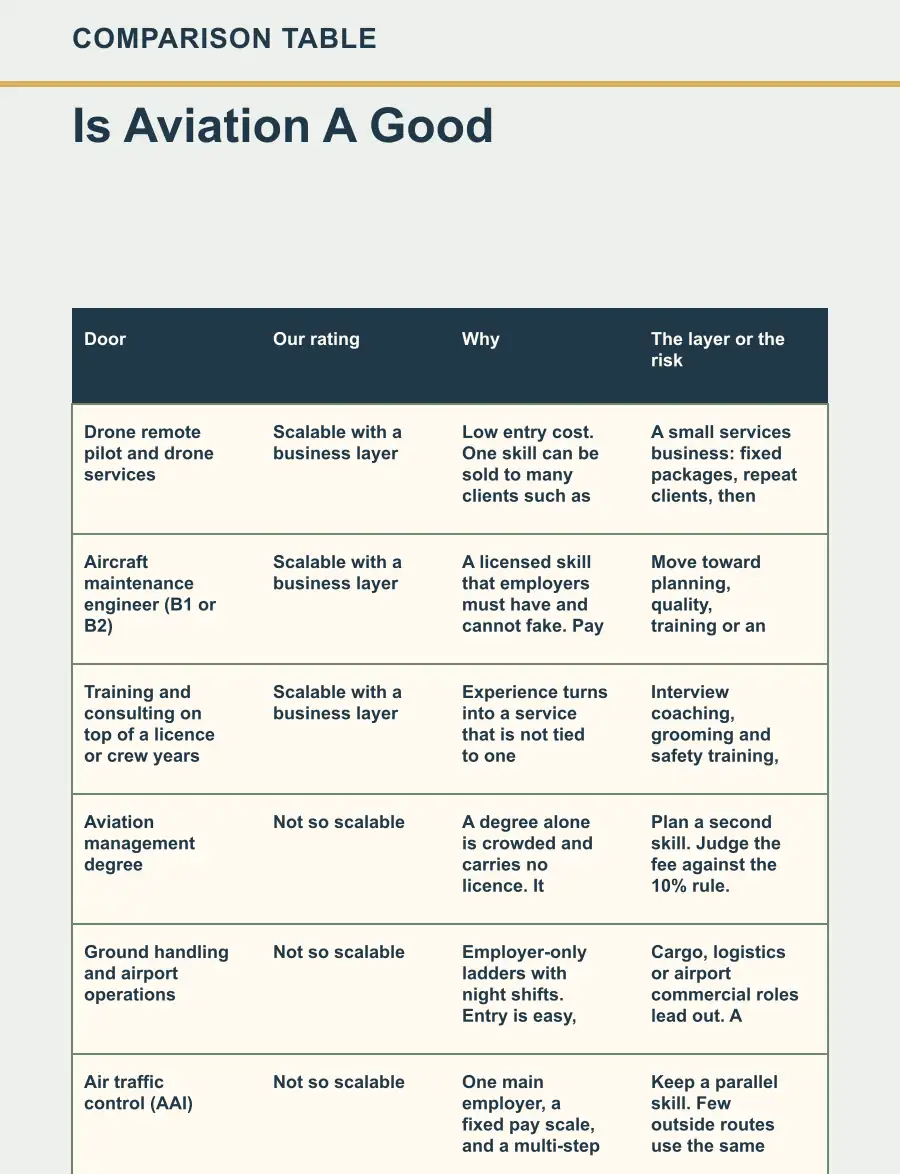 COMPARISON TABLE
Is Aviation A Good
Door
Our rating
Why
The layer or the
risk
Drone remote
pilot and drone
services
Scalable with a
business layer
Low entry cost.
One skill can be
sold to many
clients such as
A small services
business: fixed
packages, repeat
clients, then
Aircraft
maintenance
engineer (B1 or
B2)
Scalable with a
business layer
A licensed skill
that employers
must have and
cannot fake. Pay
Move toward
planning,
quality,
training or an
Training and
consulting on
top of a licence
or crew years
Scalable with a
business layer
Experience turns
into a service
that is not tied
to one
Interview
coaching,
grooming and
safety training,
Aviation
management
degree
Not so scalable
A degree alone
is crowded and
carries no
licence. It
Plan a second
skill. Judge the
fee against the
10% rule.
Ground handling
and airport
operations
Not so scalable
Employer-only
ladders with
night shifts.
Entry is easy,
Cargo, logistics
or airport
commercial roles
lead out. A
Air traffic
control (AAI)
Not so scalable
One main
employer, a
fixed pay scale,
and a multi-step
Keep a parallel
skill. Few
outside routes
use the same